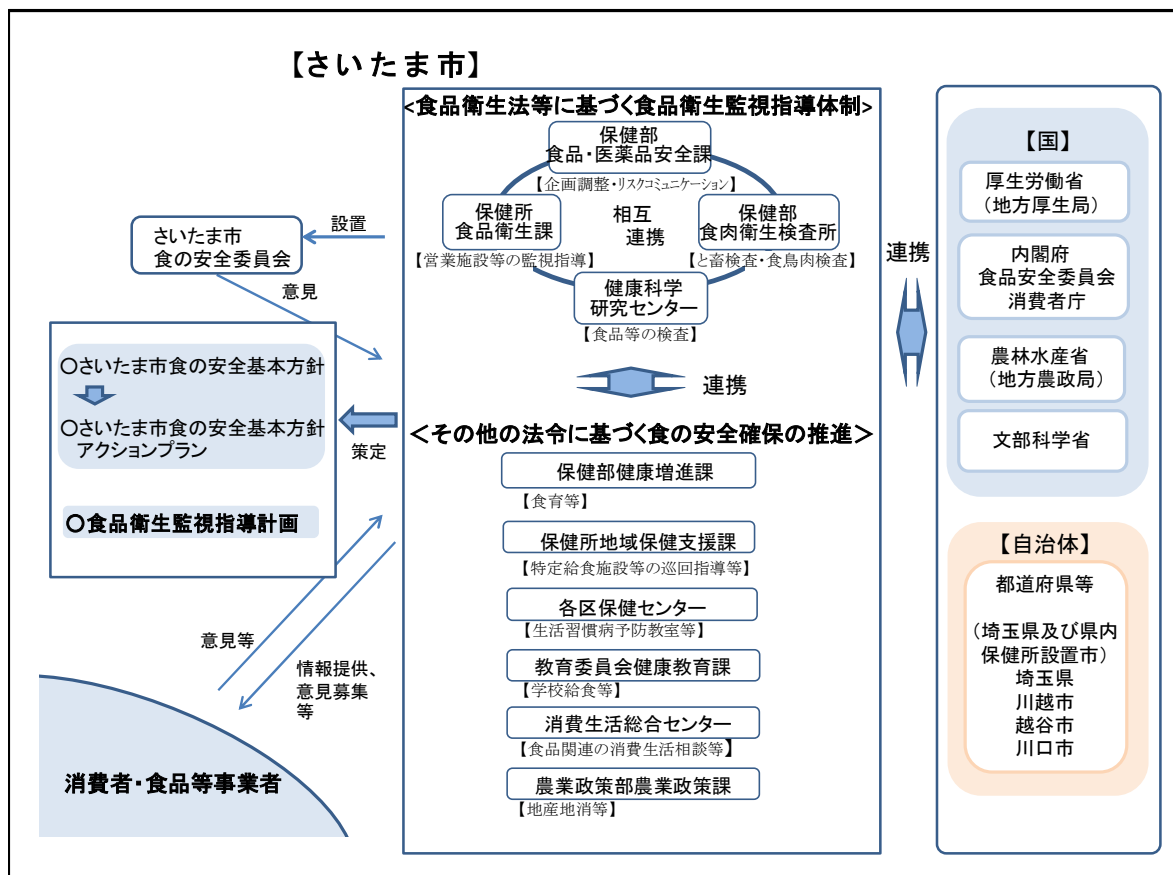 【さいたま市】
<食品衛生法等に基づく食品衛生監視指導体制>
保健部
食品・医薬品安全課
【企画調整・リスクコミュニケーション】
保健所
食品衛生課
【営業施設等の監視指導】
相互
連携
保健部
食肉衛生検査所
【と畜検査・食鳥肉検査】
健康科学
研究センター
【食品等の検査】
連携
<その他の法令に基づく食の安全確保の推進>
保健部健康増進課
【食育等】
保健所地域保健支援課
【特定給食施設等の巡回指導等】
各区保健センター
【生活習慣病予防教室等】
教育委員会健康教育課
【学校給食等】
消費生活総合センター
【食品関連の消費生活相談等】
農業政策部農業政策課
【地産地消等】
設置
さいたま市
食の安全委員会
意見
○さいたま市食の安全基本方針
○さいたま市食の安全基本方針
アクションプラン
○食品衛生監視指導計画
策定
意見等
情報提供、
意見募集
等
消費者・食品等事業者
連携
【国】
厚生労働省
(地方厚生局)
内閣府
食品安全委員会
消費者庁
農林水産省
(地方農政局)
文部科学省
【自治体】
都道府県等
(埼玉県及び県内
保健所設置市)
埼玉県
川越市
越谷市
川口市